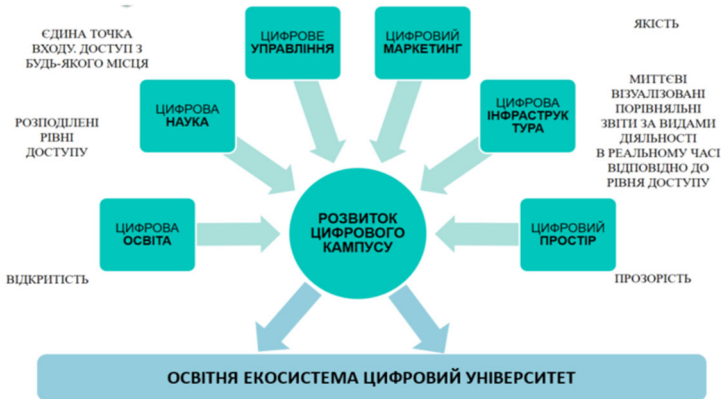 ЄДИНА ТОЧКА
ВХОДУ. ДОСТУП З
БУДЬ-ЯКОГО МІСЦЯ
ЦИФРОВЕ
УПРАВЛІННЯ
ЦИФРОВИЙ
МАРКЕТИНГ
ЯКІСТЬ
РОЗПОДІЛЕНІ
РІВНІ
ДОСТУПУ
ЦИФРОВА
НАУКА
ЦИФРОВА
ІНФРАСТРУК
ТУРА
МИТТЄВІ
ВІЗУАЛІЗОВАНІ
ПОРІВНЯЛЬНІ
ЗВІТИ ЗА ВИДАМИ
ДІЯЛЬНОСТІ
В РЕАЛЬНОМУ ЧАСІ
ВІДПОВІДНО ДО
РІВНЯ ДОСТУПУ
ЦИФРОВА
ОСВІТА
РОЗВИТОК
ЦИФРОВОГО
КАМПУСУ
ЦИФРОВИЙ
ПРОСТІР
ВІДКРИТІСТЬ
ПРОЗОРІСТЬ
ОСВІТНЯ ЕКОСИСТЕМА ЦИФРОВИЙ УНІВЕРСИТЕТ